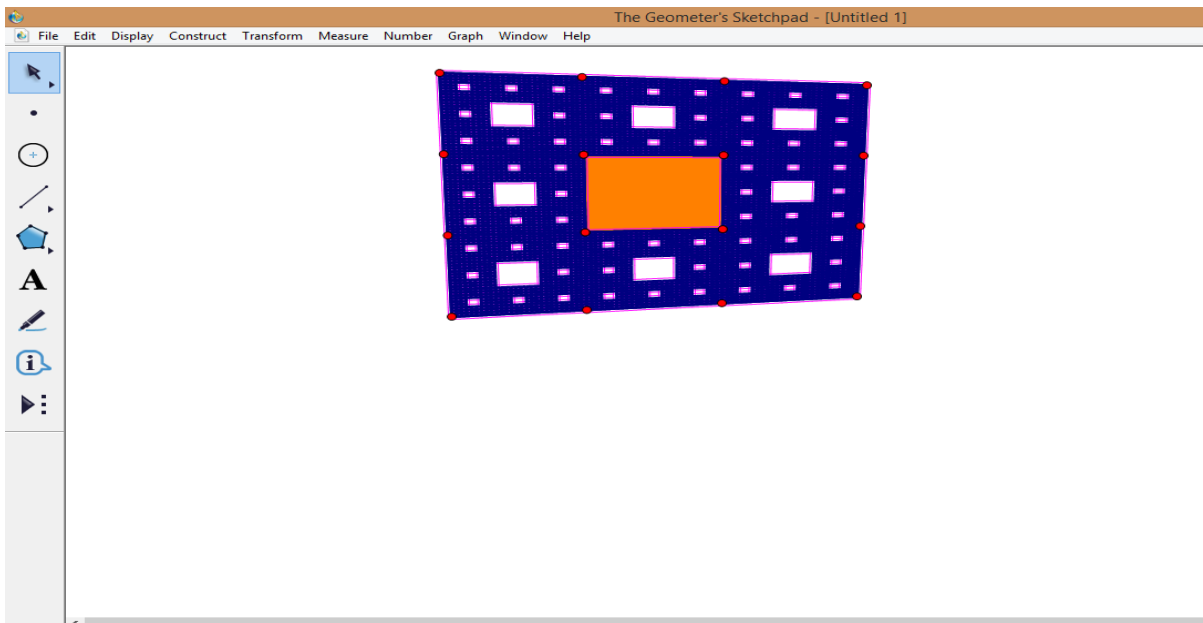 The Geometer's Sketchpad - [Untitled 1]
File Edit Display Construct Transform Measure Number Graph Window Help
A
i